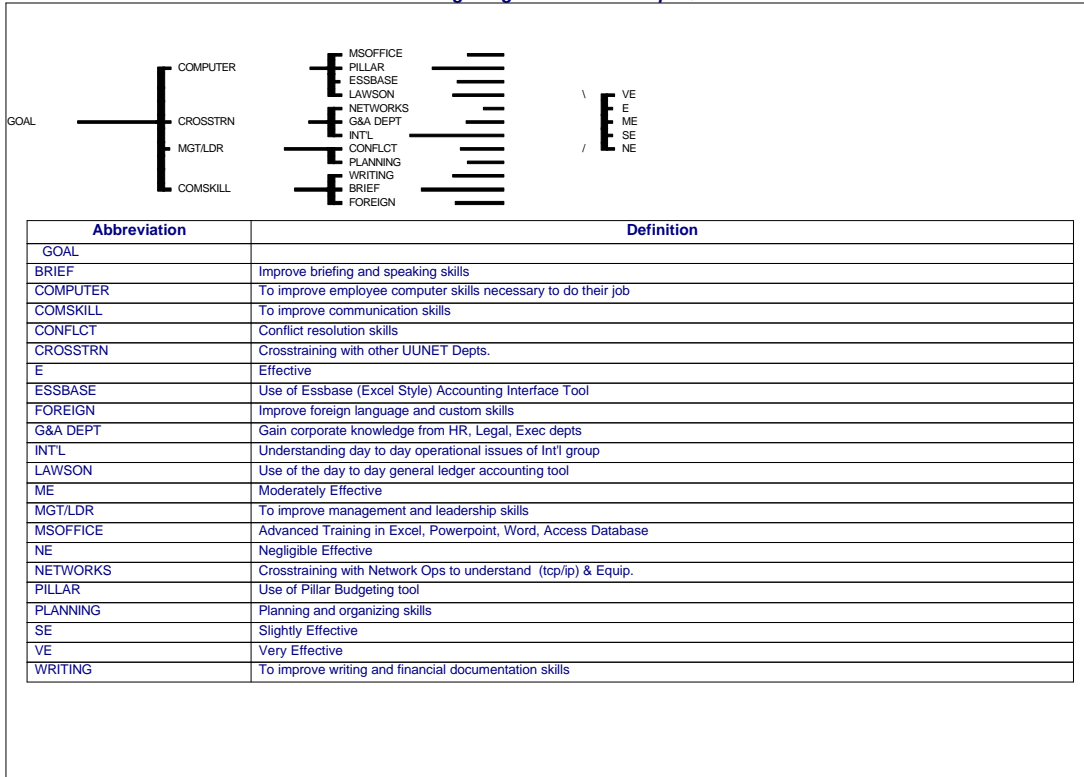 MSOFFICE
COMPUTER PILLAR
ESSBASE
LAWSON \ VE
NETWORKS E
GOAL CROSSTRN G&A DEPT ME
INT'L SE
MGT/LDR CONFLCT / NE
PLANNING
WRITING
COMSKILL BRIEF
FOREIGN
Abbreviation Definition
GOAL
BRIEF Improve briefing and speaking skills
COMPUTER To improve employee computer skills necessary to do their job
COMSKILL To improve communication skills
CONFLCT Conflict resolution skills
CROSSTRN Crosstraining with other UUNET Depts.
E Effective
ESSBASE Use of Essbase (Excel Style) Accounting Interface Tool
FOREIGN Improve foreign language and custom skills
G&A DEPT Gain corporate knowledge from HR, Legal, Exec depts
INT'L Understanding day to day operational issues of Int'l group
LAWSON Use of the day to day general ledger accounting tool
ME Moderately Effective
MGT/LDR To improve management and leadership skills
MSOFFICE Advanced Training in Excel, Powerpoint, Word, Access Database
NE Negligible Effective
NETWORKS Crosstraining with Network Ops to understand (tcp/ip) & Equip.
PILLAR Use of Pillar Budgeting tool
PLANNING Planning and organizing skills
SE Slightly Effective
VE Very Effective
WRITING To improve writing and financial documentation skills